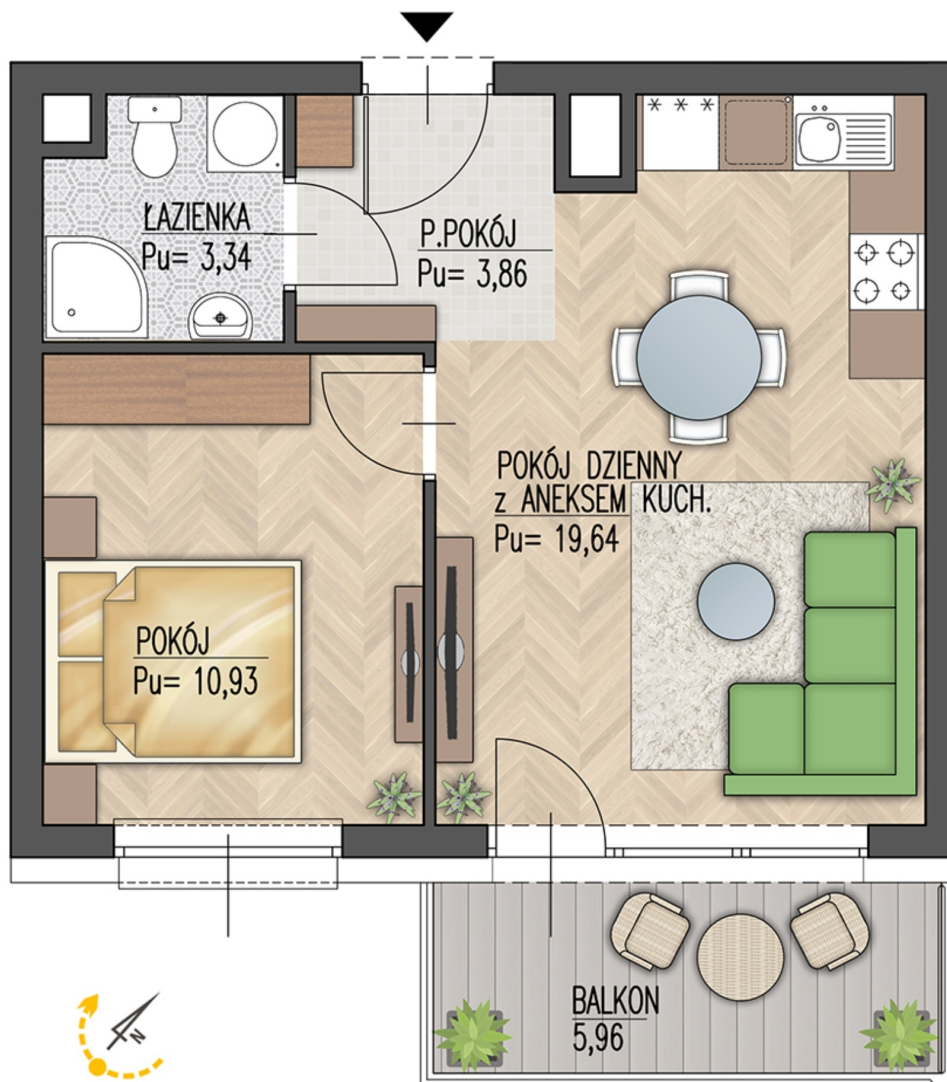 ŁAZIENKA
Pu= 3,34
P.POKÓJ
Pu= 3,86
POKÓJ DZIENNY
z ANEKSEM KUCH.
Pu= 19,64
POKÓJ
Pu= 10,93
BALKON
5,96
N